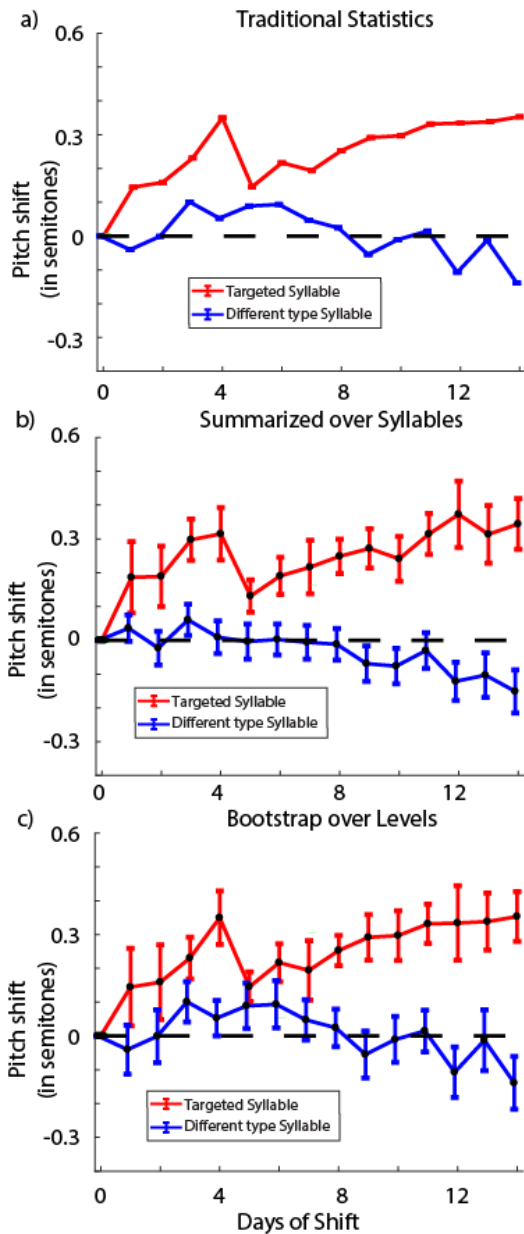 a)
Traditional Statistics
0.6
0.3
0
-0.3
Pitch shift
(in semitones)
Targeted Syllable
Different type Syllable
0 4 8 12
b)
Summarized over Syllables
0.6
0.3
0
-0.3
Pitch shift
(in semitones)
Targeted Syllable
Different type Syllable
0 4 8 12
c)
Bootstrap over Levels
0.6
0.3
0
-0.3
Pitch shift
(in semitones)
Targeted Syllable
Different type Syllable
0 4 8 12
Days of Shift